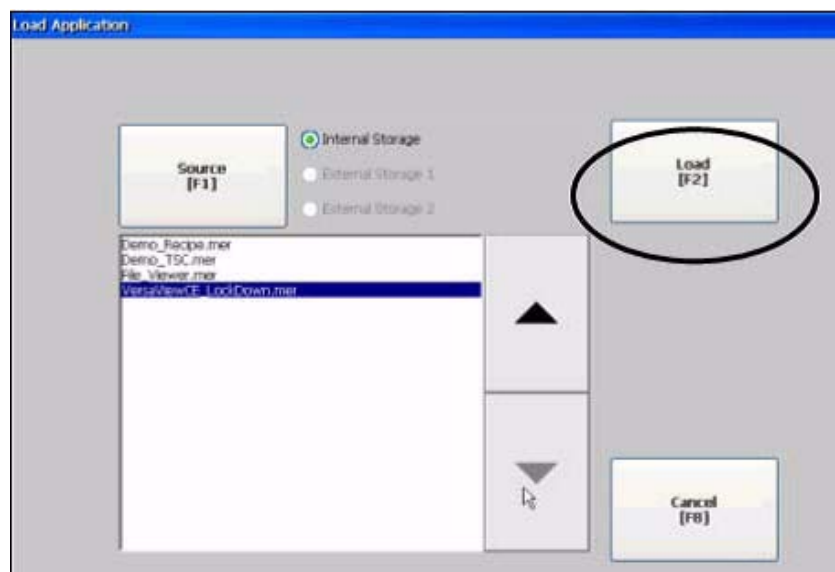 Load Application
Source
[F1]
Internal Storage
External Storage 1
External Storage 2
Load
[F2]
Demo_Recipe.mer
Demo_TSC.mer
File_Viewer.mer
VersaViewCE_LockDown.mer
Cancel
[F8]